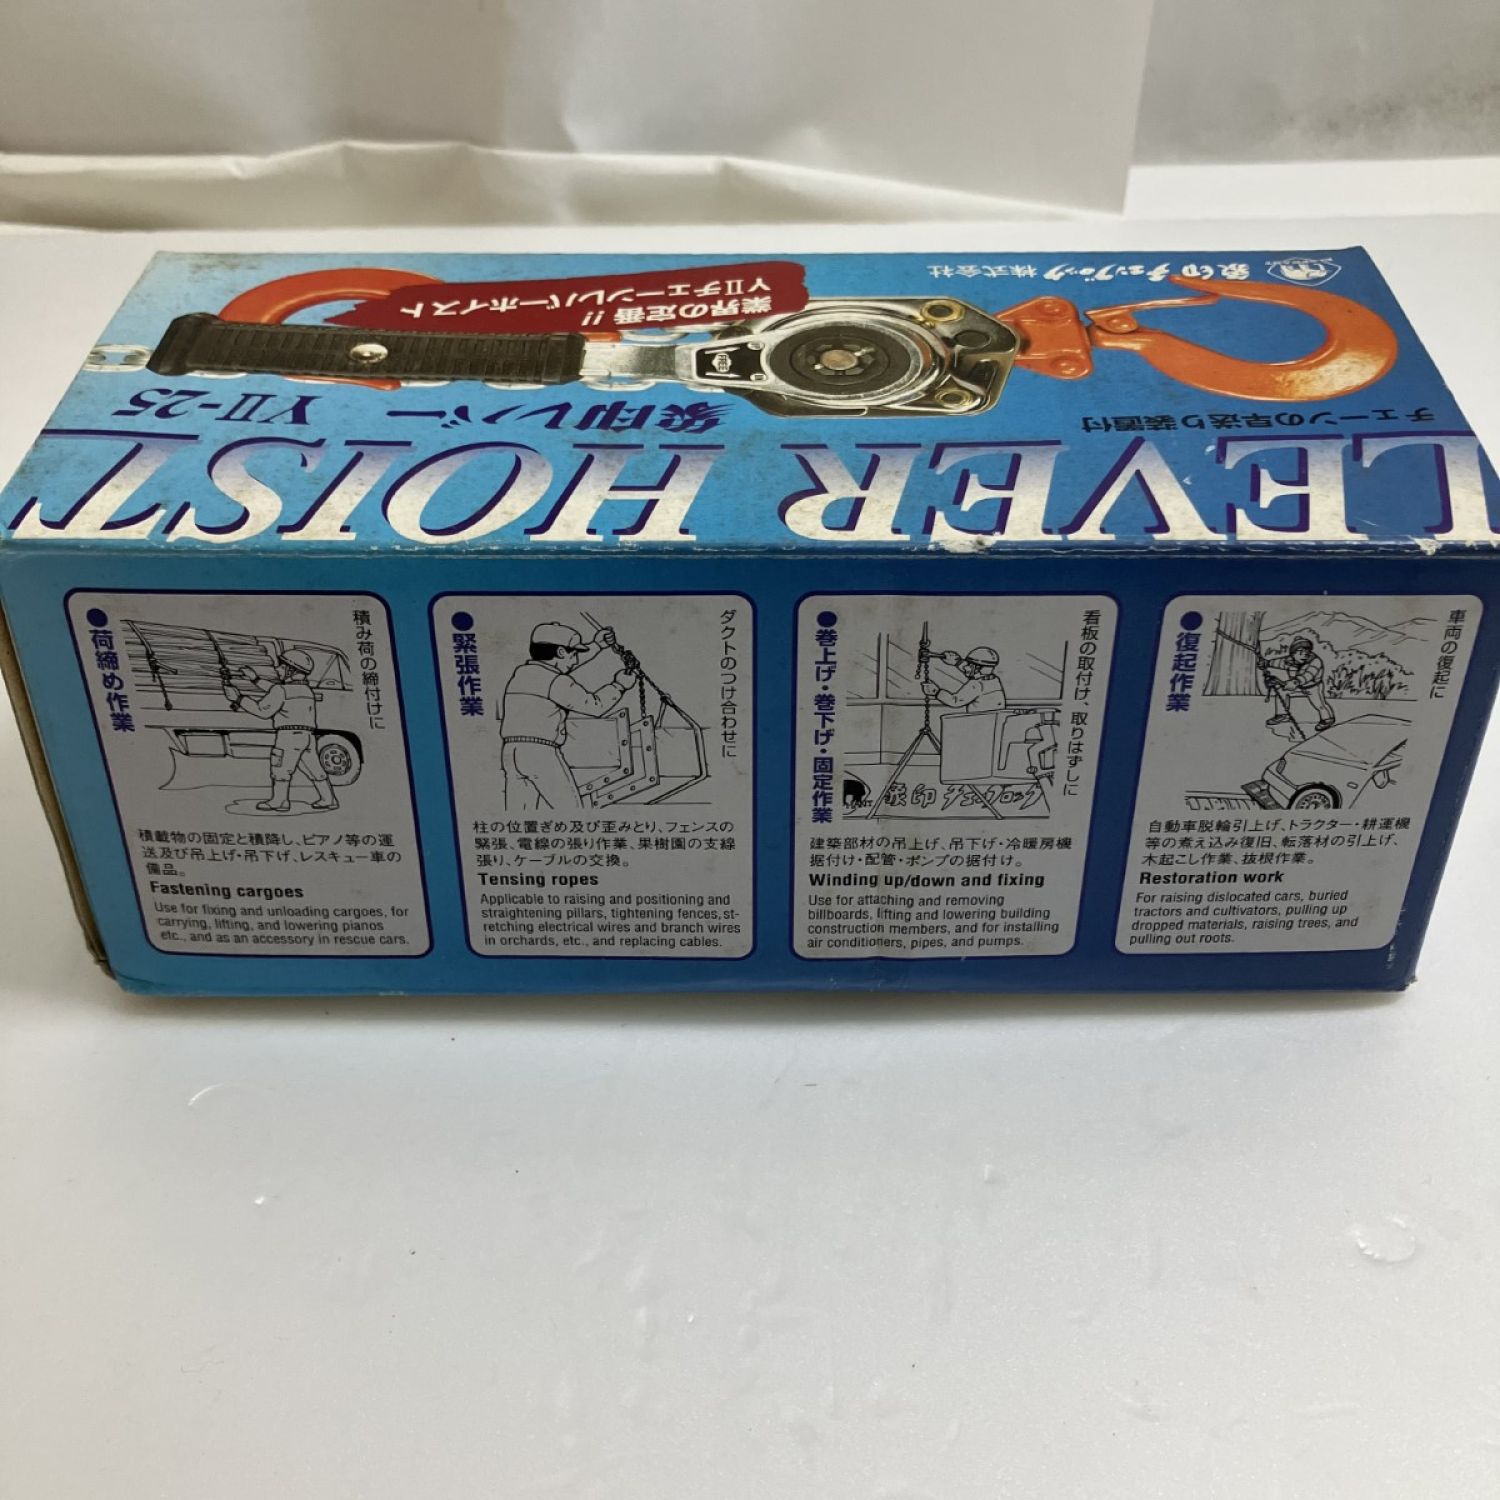 象印チェンブロック株式会社
業界の定番!!
YⅡチェーンレバーホイスト
FREE
チェーンの早送り装置付
象印レバー YⅡ-25
LEVER HOIST
●荷締め作業
積み荷の締付けに
積載物の固定と積降し、ピアノ等の運
送及び吊上げ・吊下げ、レスキュー車の
備品。
Fastening cargoes
Use for fixing and unloading cargoes, for
carrying, lifting, and lowering pianos
etc., and as an accessory in rescue cars.
●緊張作業
ダクトのつけ合わせに
柱の位置ぎめ及び歪みとり、フェンスの
緊張、電線の張り作業、果樹園の支線
張り、ケーブルの交換。
Tensing ropes
Applicable to raising and positioning and
straightening pillars, tightening fences, st-
retching electrical wires and branch wires
in orchards, etc., and replacing cables.
●巻上げ・巻下げ・固定作業
看板の取付け、取りはずしに
象印チェンブロック
建築部材の吊上げ、吊下げ・冷暖房機
据付け・配管・ポンプの据付け。
Winding up/down and fixing
Use for attaching and removing
billboards, lifting and lowering building
construction members, and for installing
air conditioners, pipes, and pumps.
●復起作業
車両の復起に
自動車脱輪引上げ、トラクター・耕運機
等の煮え込み復旧、転落材の引上げ、
木起こし作業、抜根作業。
Restoration work
For raising dislocated cars, buried
tractors and cultivators, pulling up
dropped materials, raising trees, and
pulling out roots.